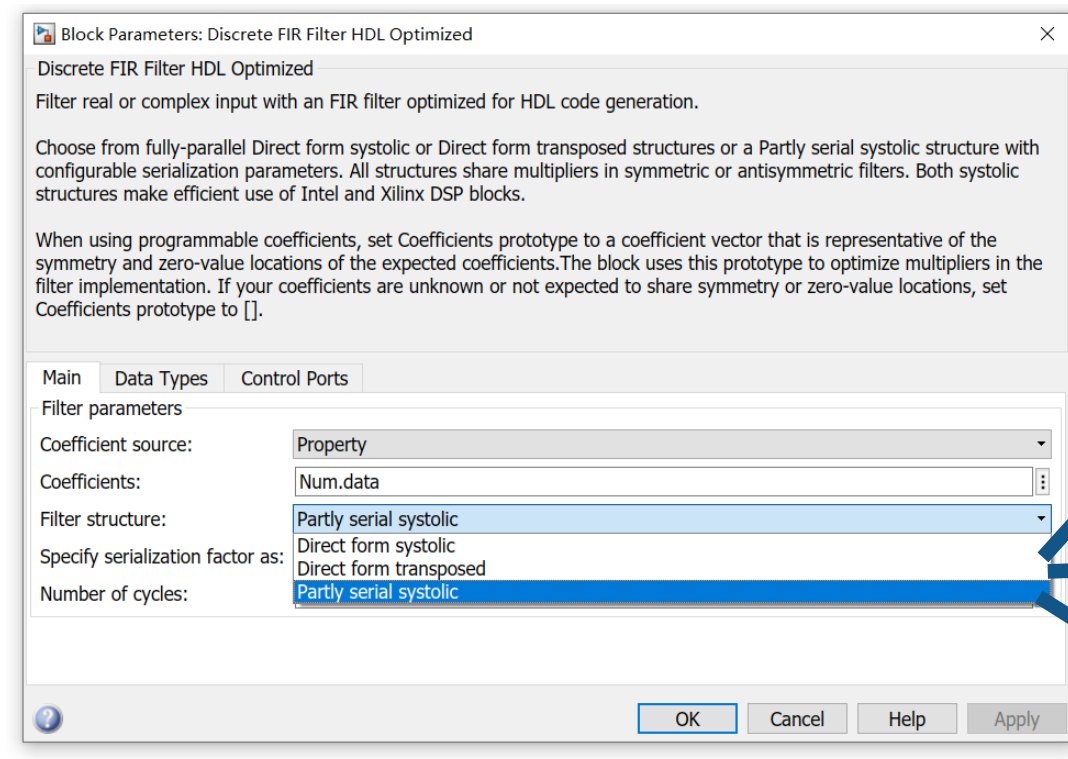 Block Parameters: Discrete FIR Filter HDL Optimized
Discrete FIR Filter HDL Optimized
Filter real or complex input with an FIR filter optimized for HDL code generation.
Choose from fully-parallel Direct form systolic or Direct form transposed structures or a Partly serial systolic structure with
configurable serialization parameters. All structures share multipliers in symmetric or antisymmetric filters. Both systolic
structures make efficient use of Intel and Xilinx DSP blocks.
When using programmable coefficients, set Coefficients prototype to a coefficient vector that is representative of the
symmetry and zero-value locations of the expected coefficients.The block uses this prototype to optimize multipliers in the
filter implementation. If your coefficients are unknown or not expected to share symmetry or zero-value locations, set
Coefficients prototype to [].
Main Data Types Control Ports
Filter parameters
Coefficient source: Property
Coefficients: Num.data
Filter structure: Partly serial systolic
Direct form systolic
Specify serialization factor as:
Direct form transposed
Number of cycles: Partly serial systolic
OK Cancel Help Apply